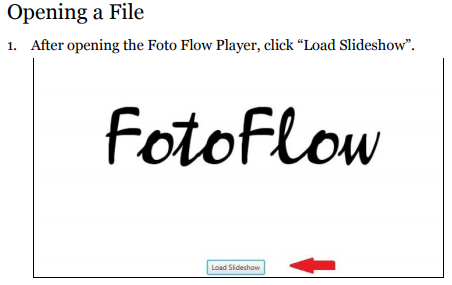 Opening a File
1. After opening the Foto Flow Player, click “Load Slideshow”.
FotoFlow
Load Slideshow